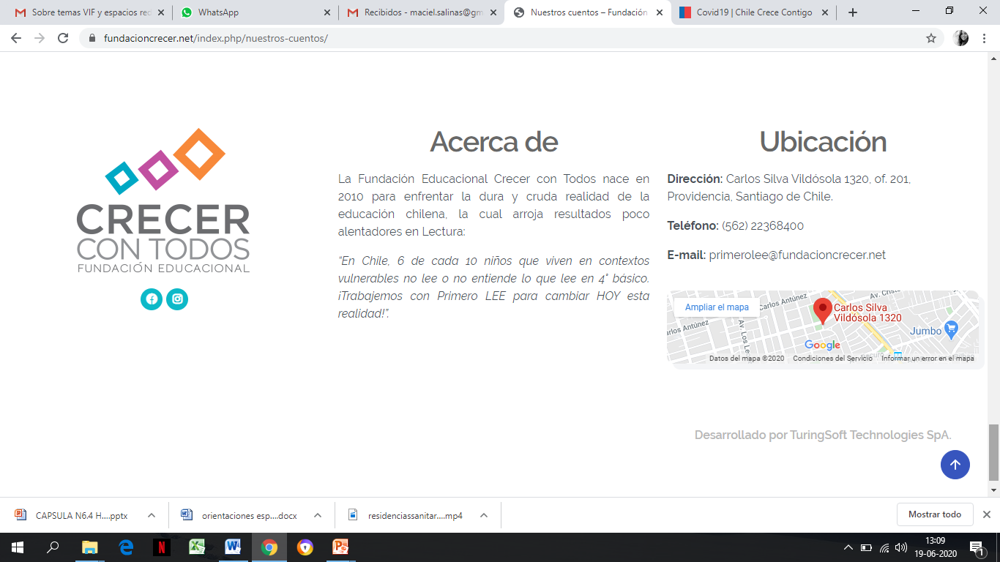 Sobre temas VIF y espacios rec
WhatsApp
Recibidos - maciel.salinas@gm
Nuestros cuentos – Fundación
Covid19 | Chile Crece Contigo
fundacioncrecer.net/index.php/nuestros-cuentos/
CRECER
CON TODOS
FUNDACIÓN EDUCACIONAL
Acerca de
La Fundación Educacional Crecer con Todos nace en
2010 para enfrentar la dura y cruda realidad de la
educación chilena, la cual arroja resultados poco
alentadores en Lectura:
“En Chile, 6 de cada 10 niños que viven en contextos
vulnerables no lee o no entiende lo que lee en 4° básico.
¡Trabajemos con Primero LEE para cambiar HOY esta
realidad!”.
Ubicación
Dirección: Carlos Silva Vildósola 1320, of. 201,
Providencia, Santiago de Chile.
Teléfono: (562) 22368400
E-mail: primerolee@fundacioncrecer.net
Ampliar el mapa
Carlos Silva
Vildósola 1320
Carlos Antúnez
arlos Antúnez
Av. Los Le
Av. Cristo
Jumbo
Google
Datos del mapa ©2020
Condiciones del Servicio
Informar un error en el mapa
Desarrollado por TuringSoft Technologies SpA.
CAPSULA N6.4 H....pptx
orientaciones esp....docx
residenciassanitar....mp4
Mostrar todo
13:09
19-06-2020
1